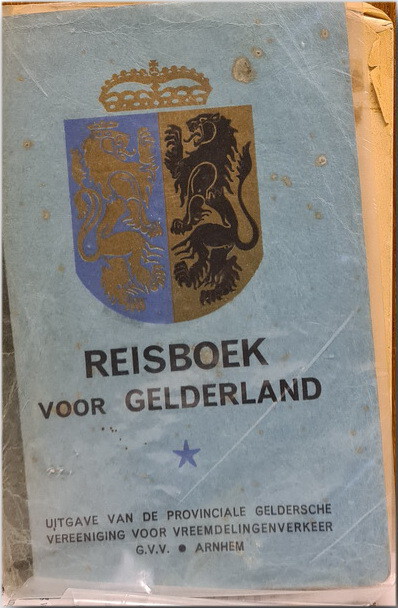 REISBOEK
VOOR GELDERLAND
UITGAVE VAN DE PROVINCIALE GELDERSCHE
VEREENIGING VOOR VREEMDELINGENVERKEER
G.V.V. ● ARNHEM